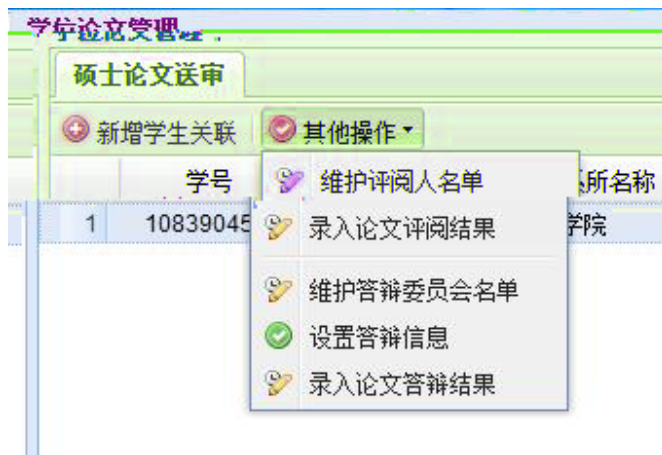 学位论文管理
硕士论文送审
新增学生关联 其他操作
学号 系所名称
维护评阅人名单
1 10839045 学院
录入论文评阅结果
维护答辩委员会名单
设置答辩信息
录入论文答辩结果